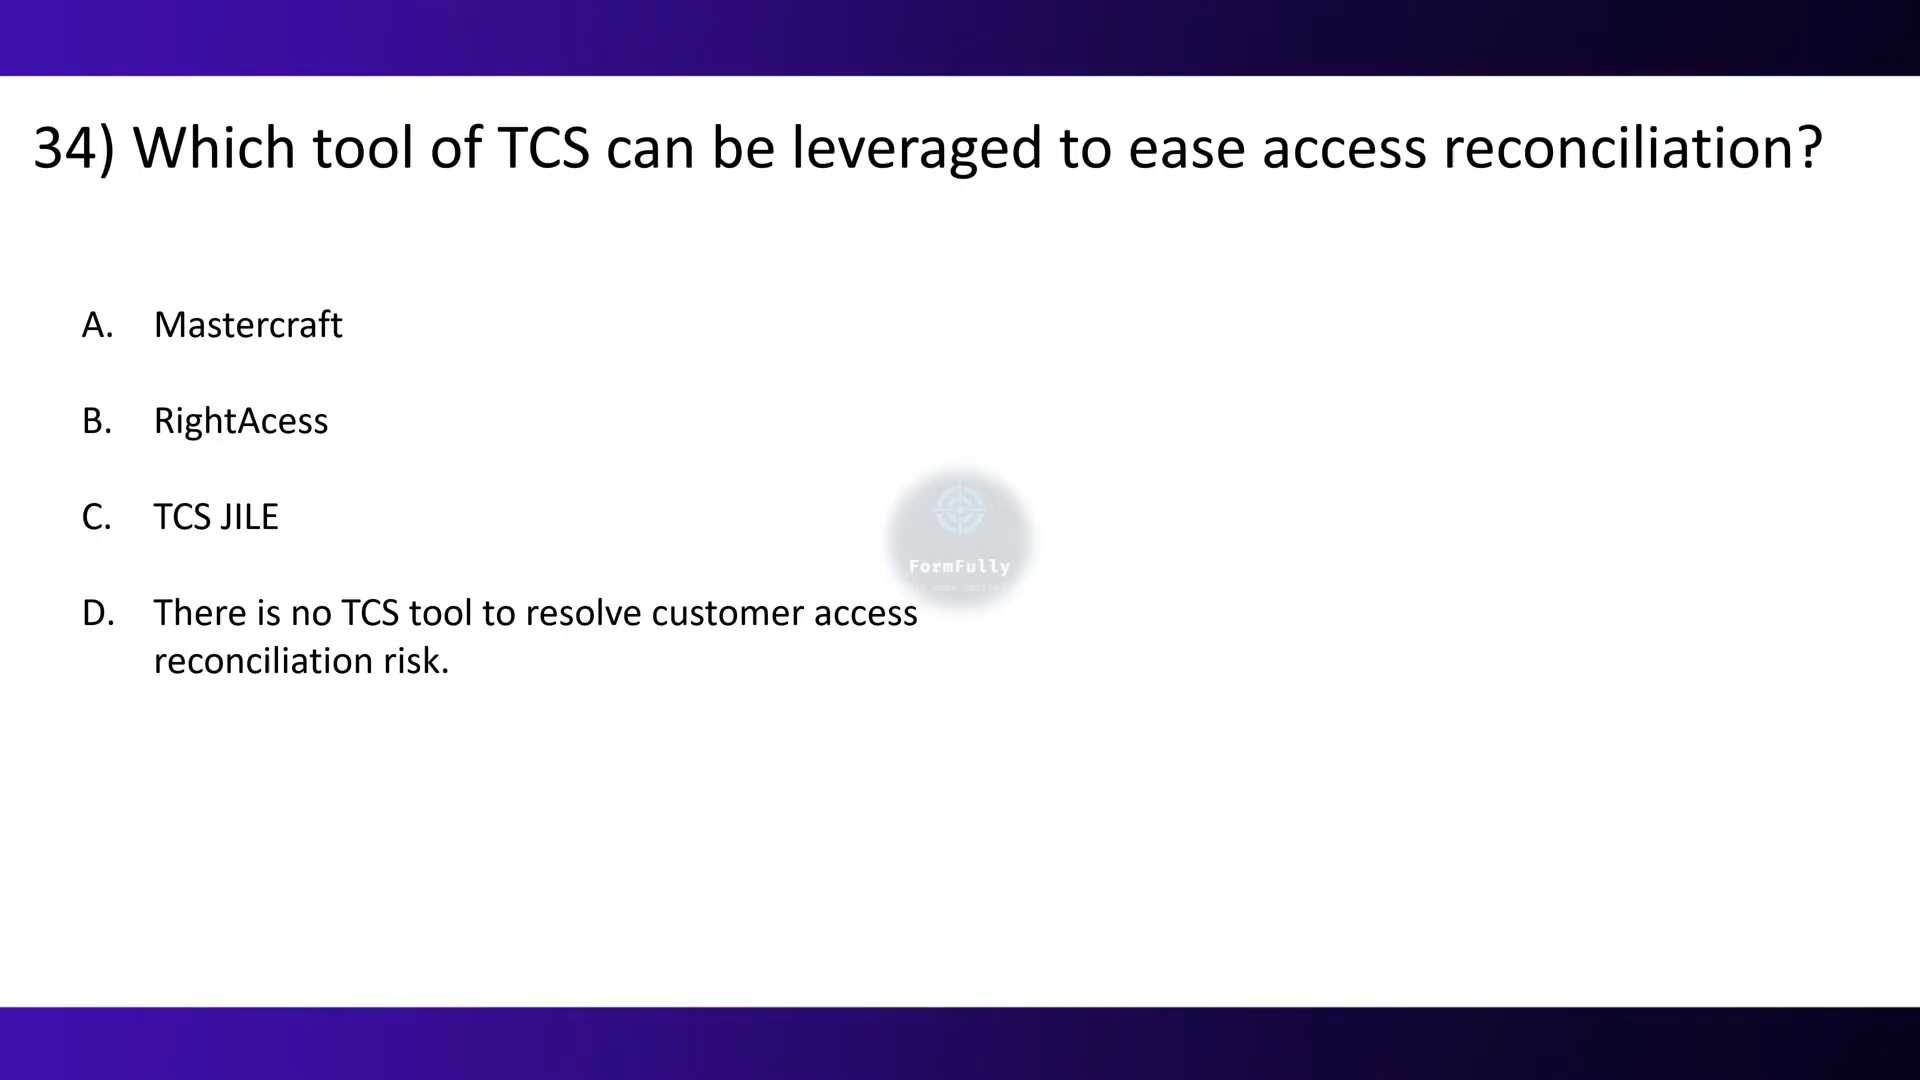 34) Which tool of TCS can be leveraged to ease access reconciliation?
A. Mastercraft
B. RightAcess
C. TCS JILE
FormFully
D. There is no TCS tool to resolve customer access
reconciliation risk.